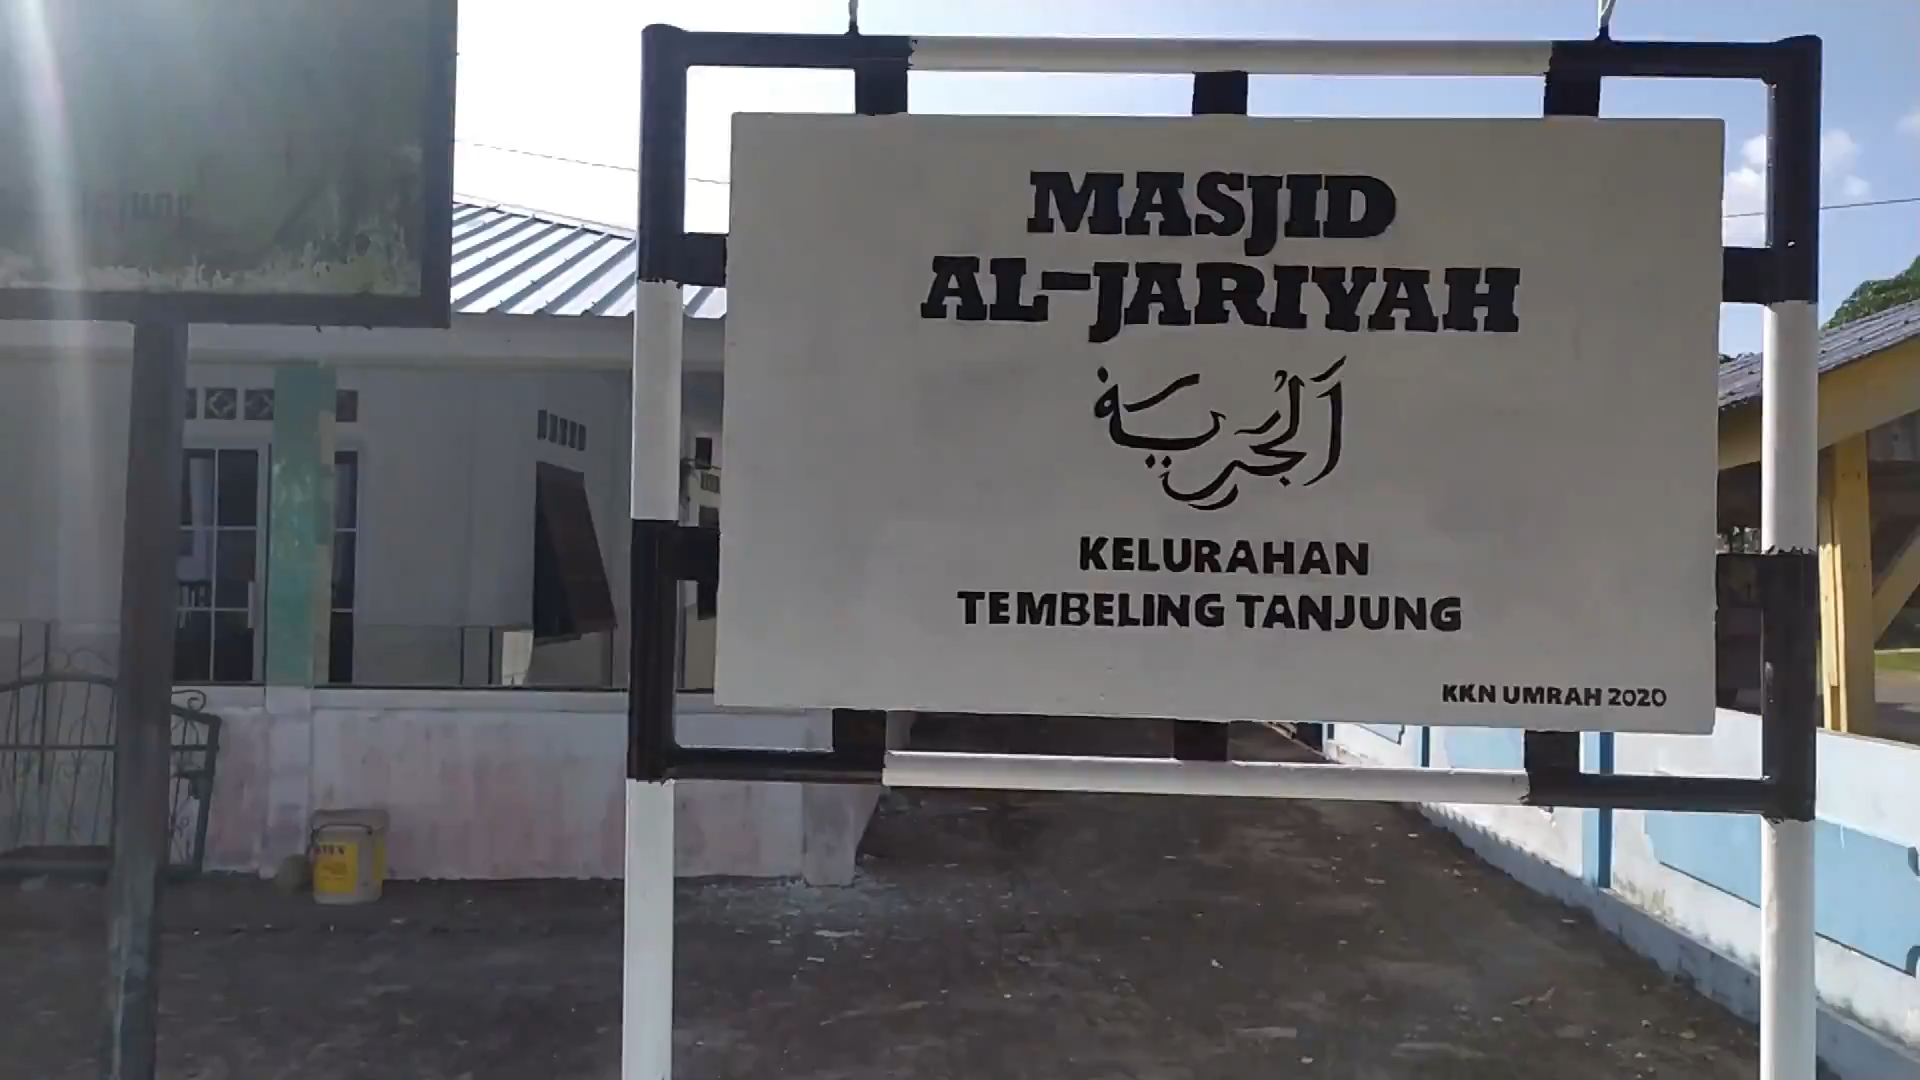 MASJID
AL-JARIYAH
الجرية
KELURAHAN
TEMBELING TANJUNG
KKN UMRAH 2020